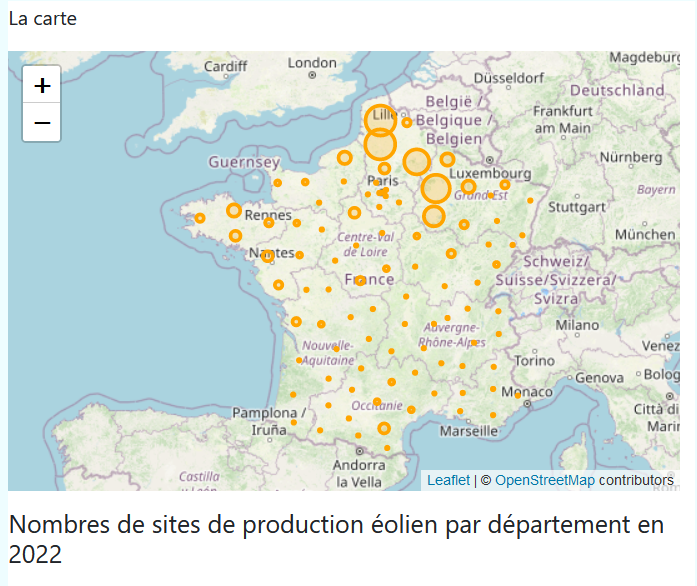 La carte
+
−
Cardiff
London
Magdeburg
Düsseldorf
Deutschland
België /
Belgique /
Belgien
Lille
Frankfurt
am Main
Guernsey
Nürnberg
Luxembourg
Paris
Bayern
Grand Est
Stuttgart
Rennes
München
Centre-Val
de Loire
Nantes
Schweiz/
Suisse/Svizzera/
Svizra
France
Milano
Auvergne-
Rhône-Alpes
Nouvelle-
Aquitaine
Venez
Torino
Genova
Bolog
Monaco
Occitanie
Pamplona /
Iruña
Marseille
Città di
Marin
Andorra
la Vella
Castilla
y León
Leaflet | © OpenStreetMap contributors
Nombres de sites de production éolien par département en
2022